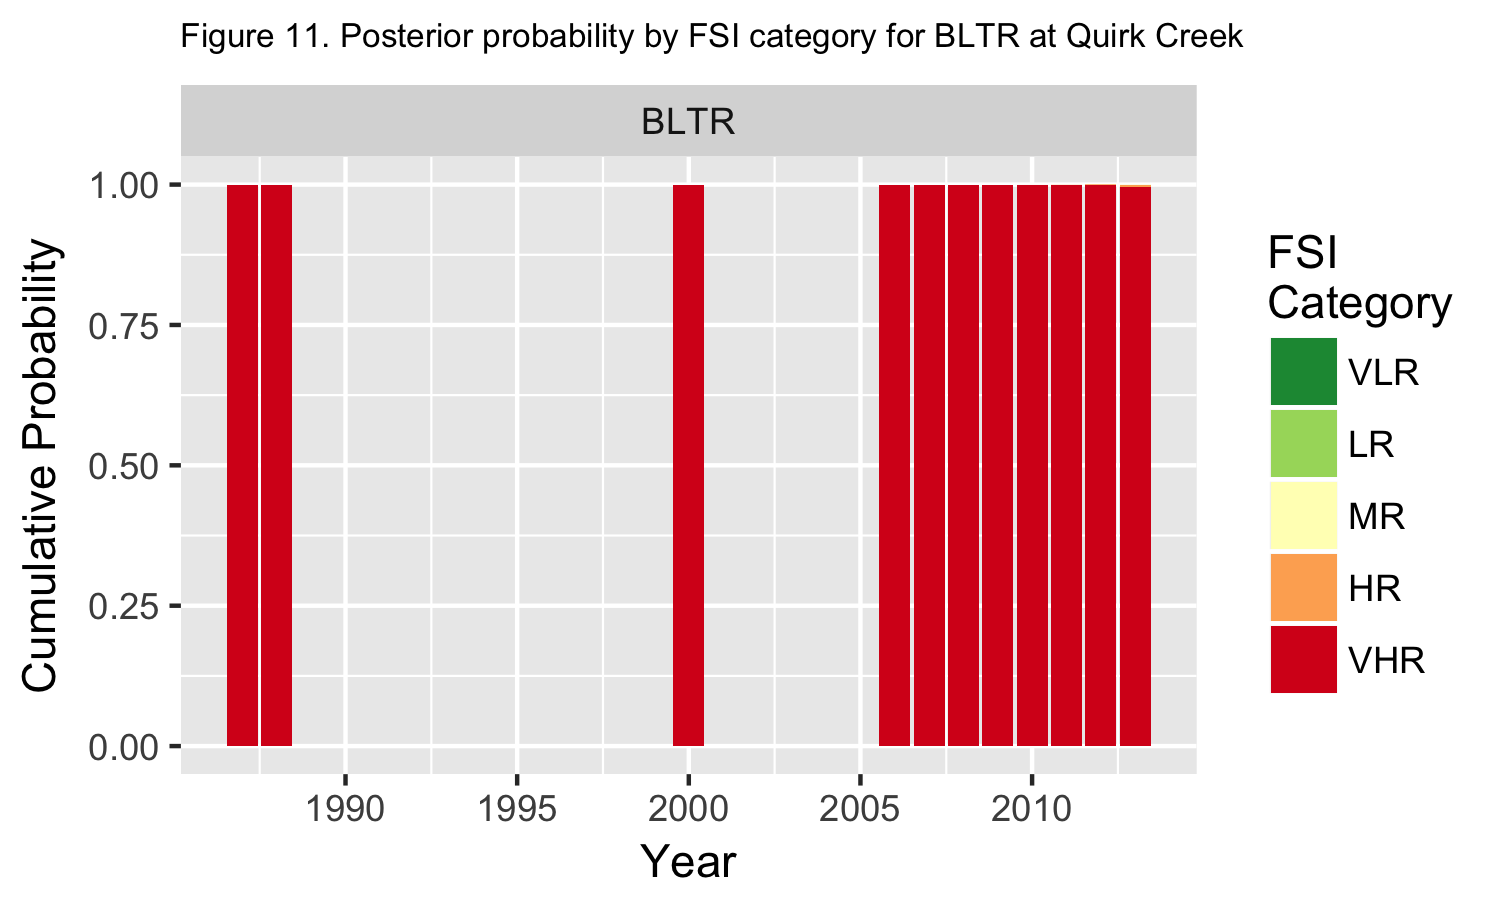 Figure 11. Posterior probability by FSI category for BLTR at Quirk Creek
BLTR
1.00
0.75
0.50
0.25
0.00
Cumulative Probability
1990
1995
2000
2005
2010
Year
FSI
Category
VLR
LR
MR
HR
VHR